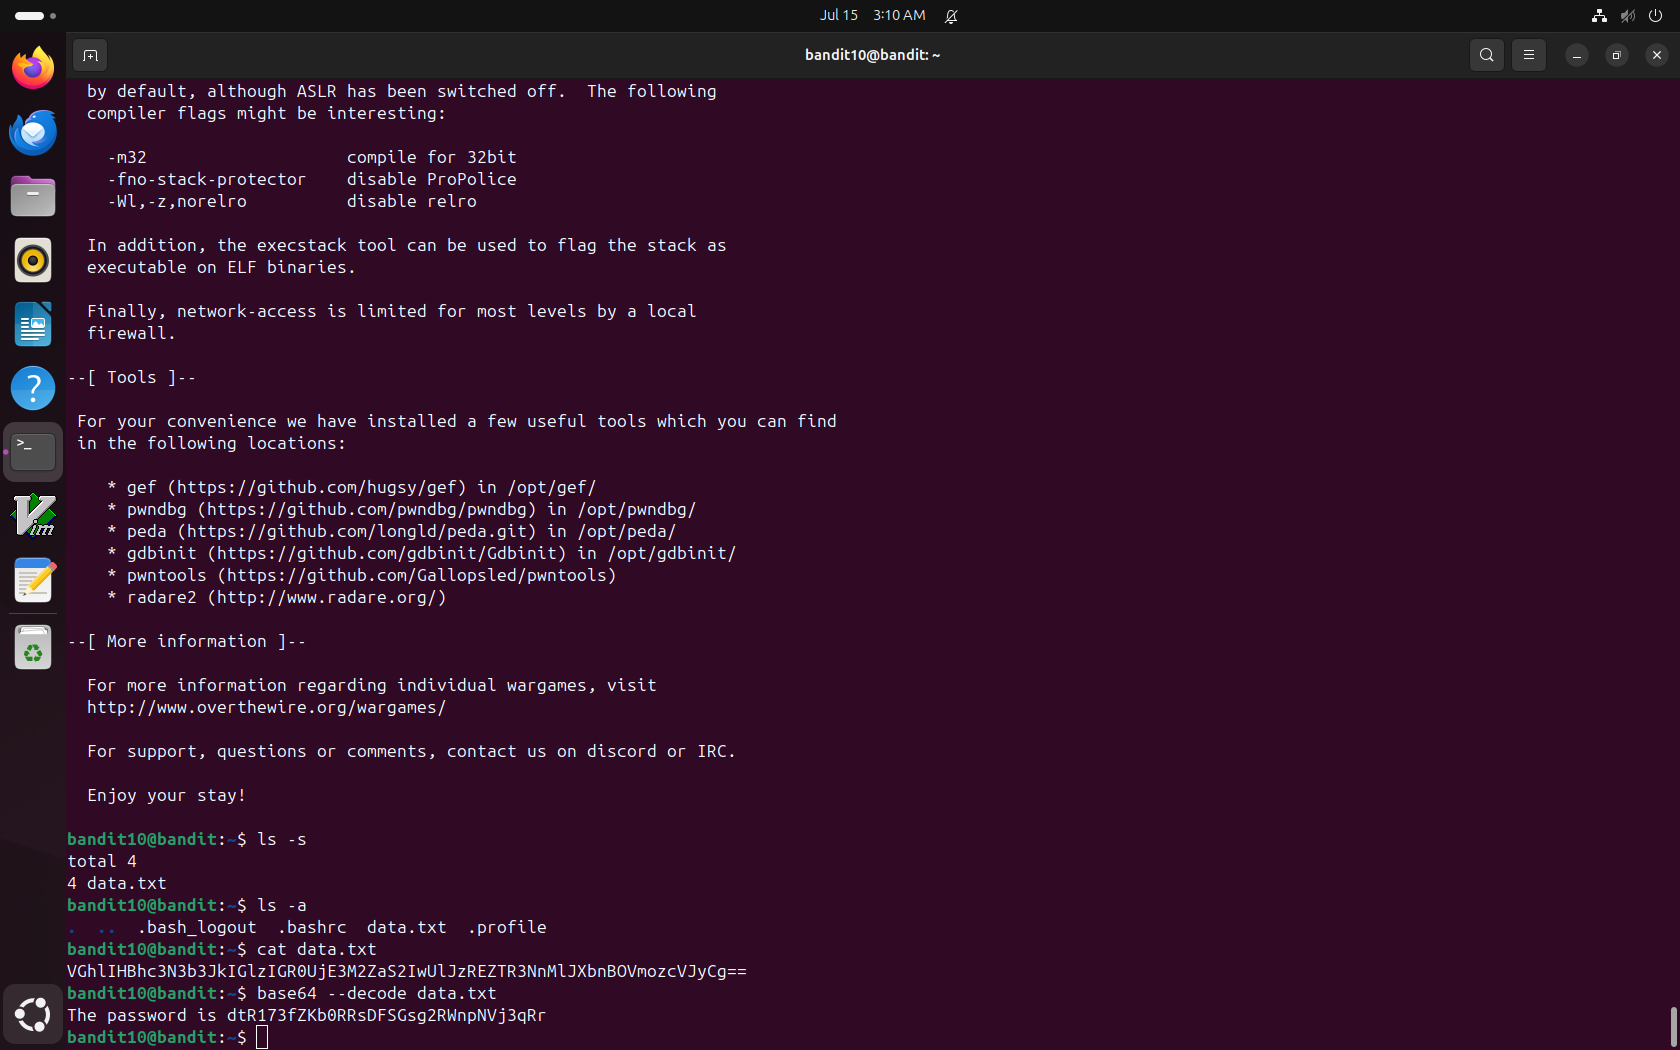 Jul 15 3:10 AM
bandit10@bandit: ~
by default, although ASLR has been switched off.  The following
compiler flags might be interesting:
-m32                    compile for 32bit
-fno-stack-protector    disable ProPolice
-Wl,-z,norelro          disable relro
In addition, the execstack tool can be used to flag the stack as
executable on ELF binaries.
Finally, network-access is limited for most levels by a local
firewall.
--[ Tools ]--
For your convenience we have installed a few useful tools which you can find
in the following locations:
* gef (https://github.com/hugsy/gef) in /opt/gef/
* pwndbg (https://github.com/pwndbg/pwndbg) in /opt/pwndbg/
* peda (https://github.com/longld/peda.git) in /opt/peda/
* gdbinit (https://github.com/gdbinit/Gdbinit) in /opt/gdbinit/
* pwntools (https://github.com/Gallopsled/pwntools)
* radare2 (http://www.radare.org/)
--[ More information ]--
For more information regarding individual wargames, visit
http://www.overthewire.org/wargames/
For support, questions or comments, contact us on discord or IRC.
Enjoy your stay!
bandit10@bandit:~$ ls -s
total 4
4 data.txt
bandit10@bandit:~$ ls -a
.  ..  .bash_logout  .bashrc  data.txt  .profile
bandit10@bandit:~$ cat data.txt
VGhlIHBhc3N3b3JkIGlzIGR0UjE3M2ZaS2IwUlJzREZTR3NnMlJXbnBOVmozcVJyCg==
bandit10@bandit:~$ base64 --decode data.txt
The password is dtR173fZKb0RRsDFSGsg2RWnpNVj3qRr
bandit10@bandit:~$